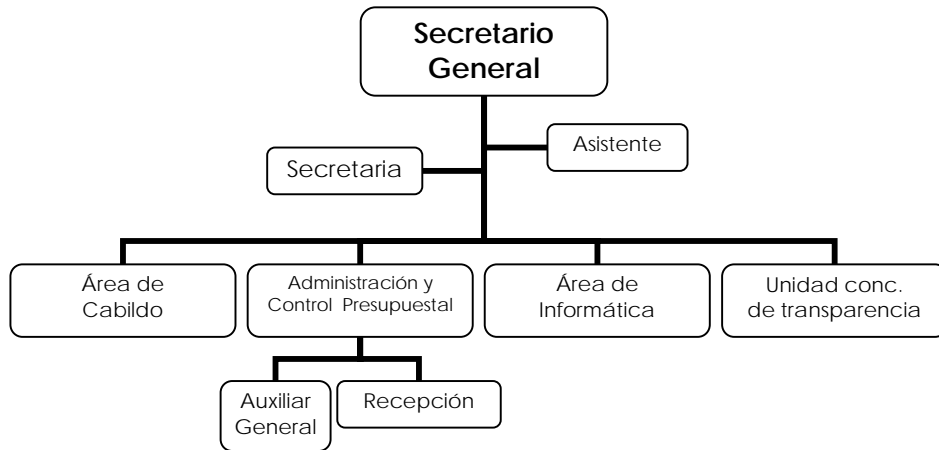 Secretario
General
Asistente
Secretaria
Área de
Cabildo
Administración y
Control Presupuestal
Área de
Informática
Unidad conc.
de transparencia
Auxiliar
General
Recepción